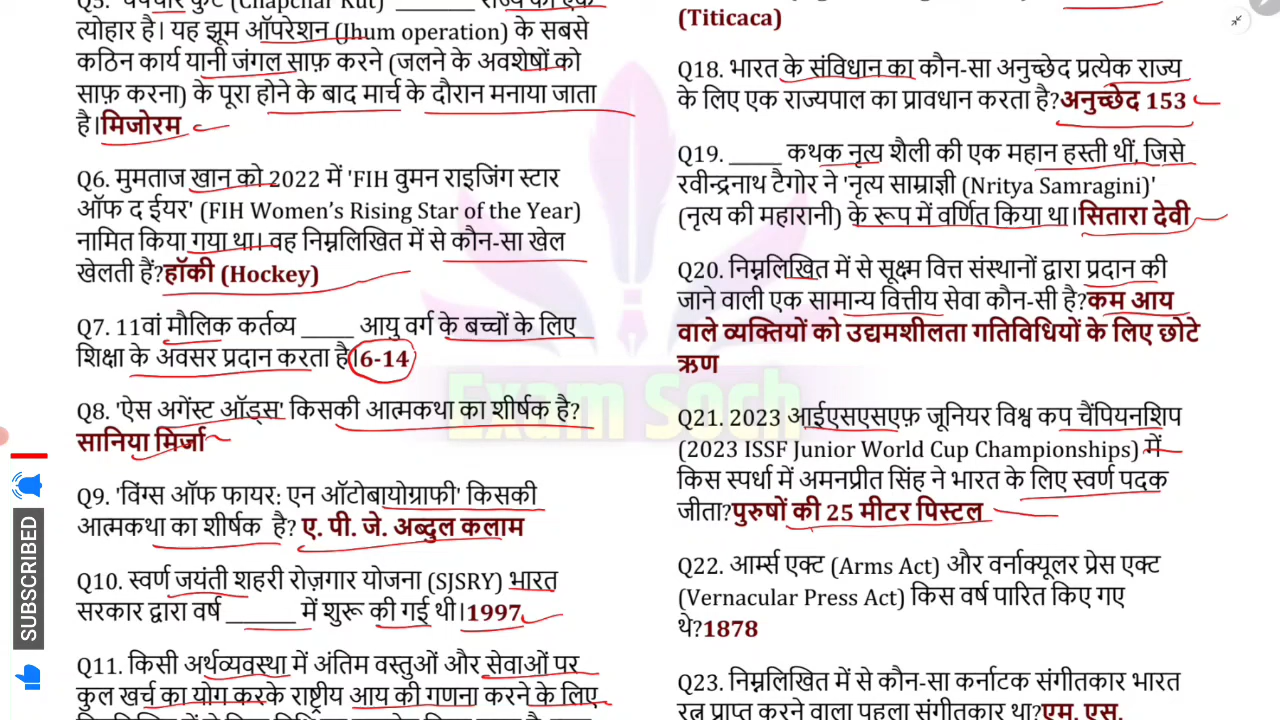 Q5. 'चपचार कुट (Chapchar Kut) ________ राज्य का एक
त्योहार है। यह झूम ऑपरेशन (Jhum operation) के सबसे
कठिन कार्य यानी जंगल साफ़ करने (जलने के अवशेषों को
साफ़ करना) के पूरा होने के बाद मार्च के दौरान मनाया जाता
है।मिजोरम
Q6. मुमताज खान को 2022 में 'FIH वुमन राइजिंग स्टार
ऑफ द ईयर' (FIH Women’s Rising Star of the Year)
नामित किया गया था। वह निम्नलिखित में से कौन-सा खेल
खेलती हैं?हॉकी (Hockey)
Q7. 11वां मौलिक कर्तव्य _____ आयु वर्ग के बच्चों के लिए
शिक्षा के अवसर प्रदान करता है।6-14
Q8. 'ऐस अगेंस्ट ऑड्स' किसकी आत्मकथा का शीर्षक है?
सानिया मिर्जा
Q9. 'विंग्स ऑफ फायर: एन ऑटोबायोग्राफी' किसकी
आत्मकथा का शीर्षक है? ए. पी. जे. अब्दुल कलाम
Q10. स्वर्ण जयंती शहरी रोज़गार योजना (SJSRY) भारत
सरकार द्वारा वर्ष _______ में शुरू की गई थी।1997
Q11. किसी अर्थव्यवस्था में अंतिम वस्तुओं और सेवाओं पर
कुल खर्च का योग करके राष्ट्रीय आय की गणना करने के लिए
(Titicaca)
Q18. भारत के संविधान का कौन-सा अनुच्छेद प्रत्येक राज्य
के लिए एक राज्यपाल का प्रावधान करता है?अनुच्छेद 153
Q19. _____ कथक नृत्य शैली की एक महान हस्ती थीं, जिसे
रवीन्द्रनाथ टैगोर ने 'नृत्य साम्राज्ञी (Nritya Samragini)'
(नृत्य की महारानी) के रूप में वर्णित किया था।सितारा देवी
Q20. निम्नलिखित में से सूक्ष्म वित्त संस्थानों द्वारा प्रदान की
जाने वाली एक सामान्य वित्तीय सेवा कौन-सी है?कम आय
वाले व्यक्तियों को उद्यमशीलता गतिविधियों के लिए छोटे
ऋण
Q21. 2023 आईएसएसएफ़ जूनियर विश्व कप चैंपियनशिप
(2023 ISSF Junior World Cup Championships) में
किस स्पर्धा में अमनप्रीत सिंह ने भारत के लिए स्वर्ण पदक
जीता?पुरुषों की 25 मीटर पिस्टल
Q22. आर्म्स एक्ट (Arms Act) और वर्नाक्यूलर प्रेस एक्ट
(Vernacular Press Act) किस वर्ष पारित किए गए
थे?1878
Q23. निम्नलिखित में से कौन-सा कर्नाटक संगीतकार भारत
रत्न प्राप्त करने वाला पहला संगीतकार था?एम. एस.
Exam Soch
SUBSCRIBED